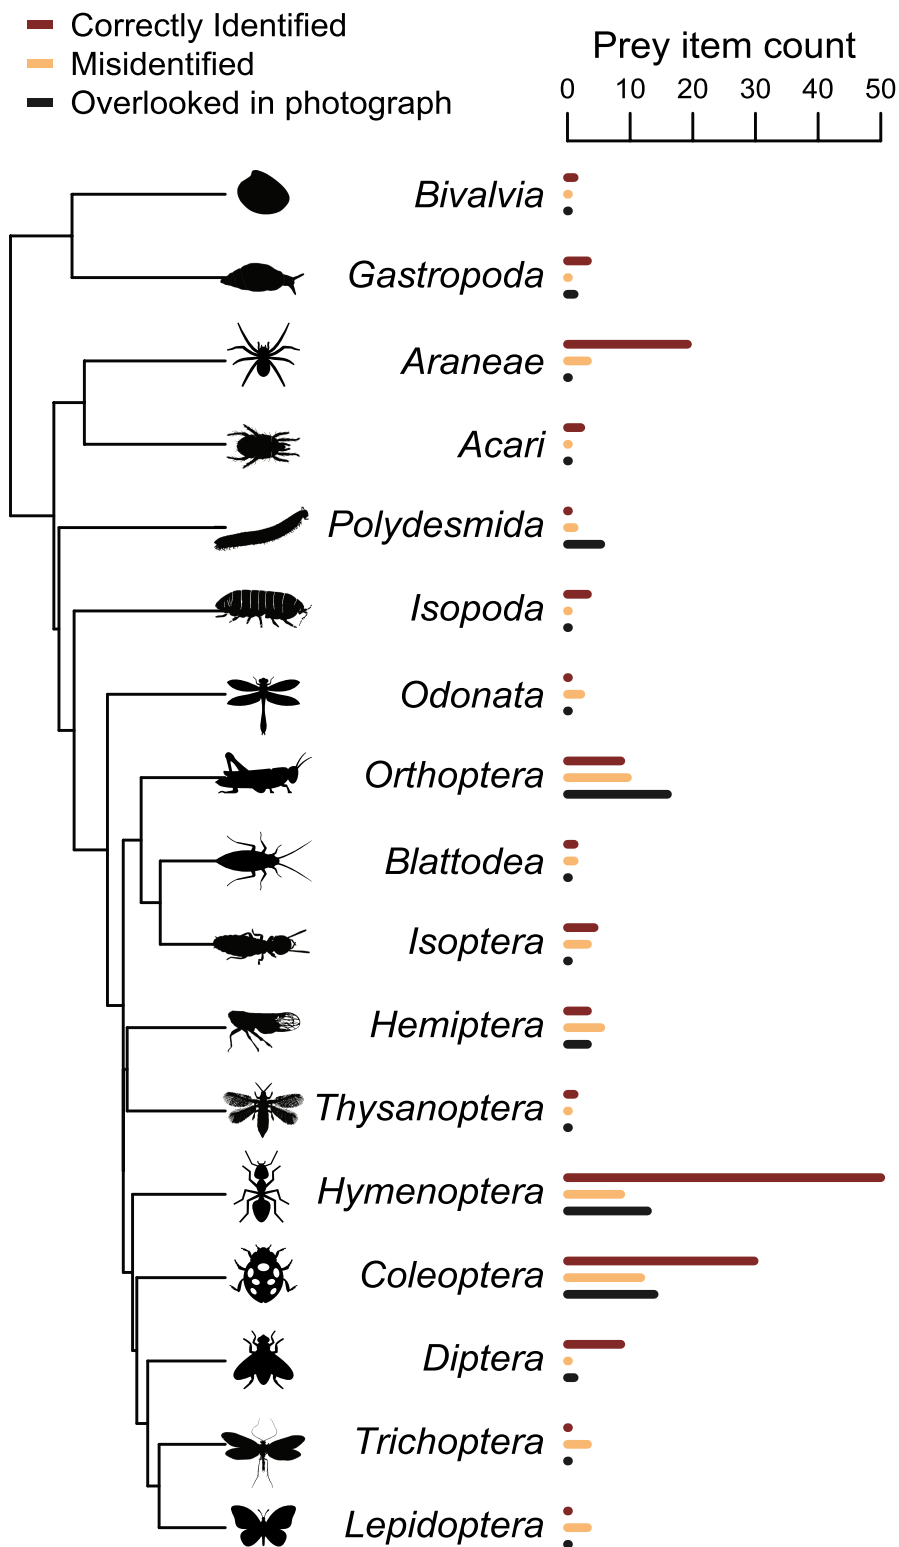 Correctly Identified
Misidentified
Overlooked in photograph
Prey item count
0 10 20 30 40 50
Bivalvia
Gastropoda
Araneae
Acari
Polydesmida
Isopoda
Odonata
Orthoptera
Blattodea
Isoptera
Hemiptera
Thysanoptera
Hymenoptera
Coleoptera
Diptera
Trichoptera
Lepidoptera